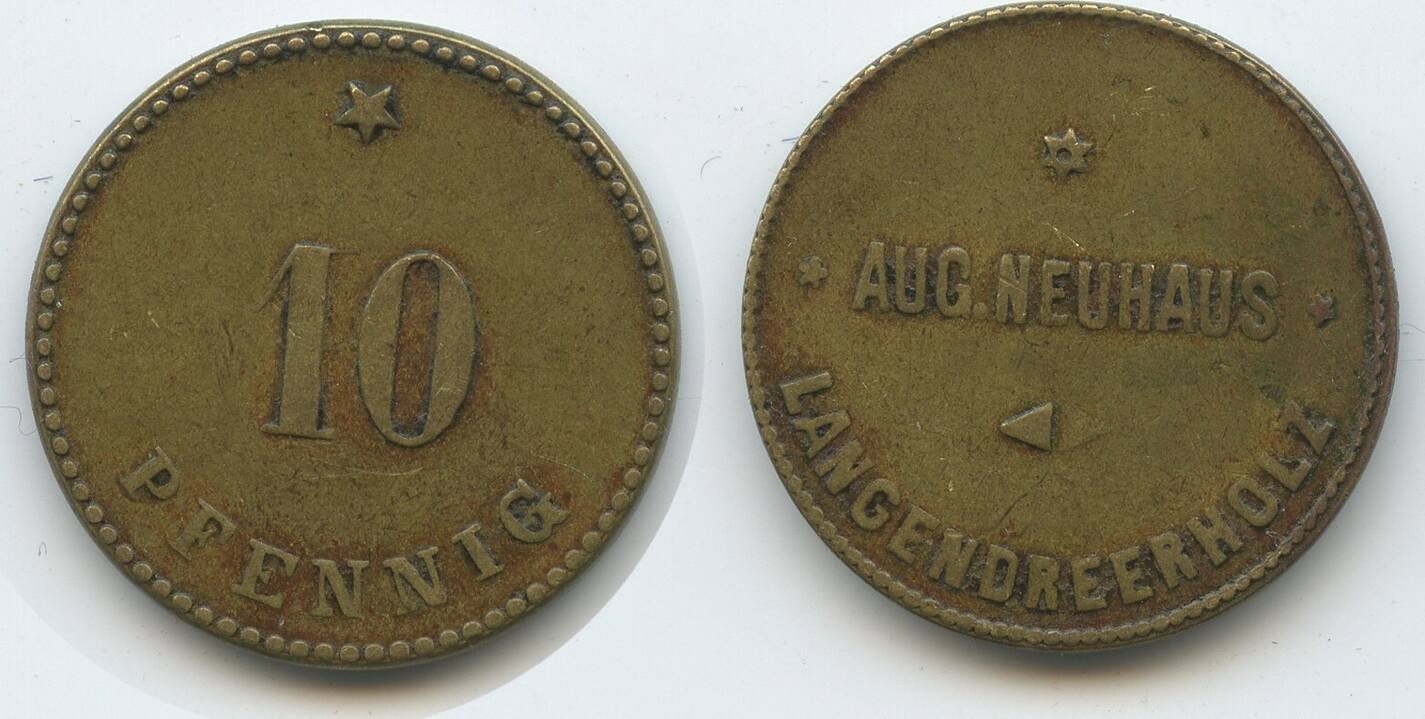 10
PFENNIG
AUG. NEUHAUS
LANGENDREERHOLZ